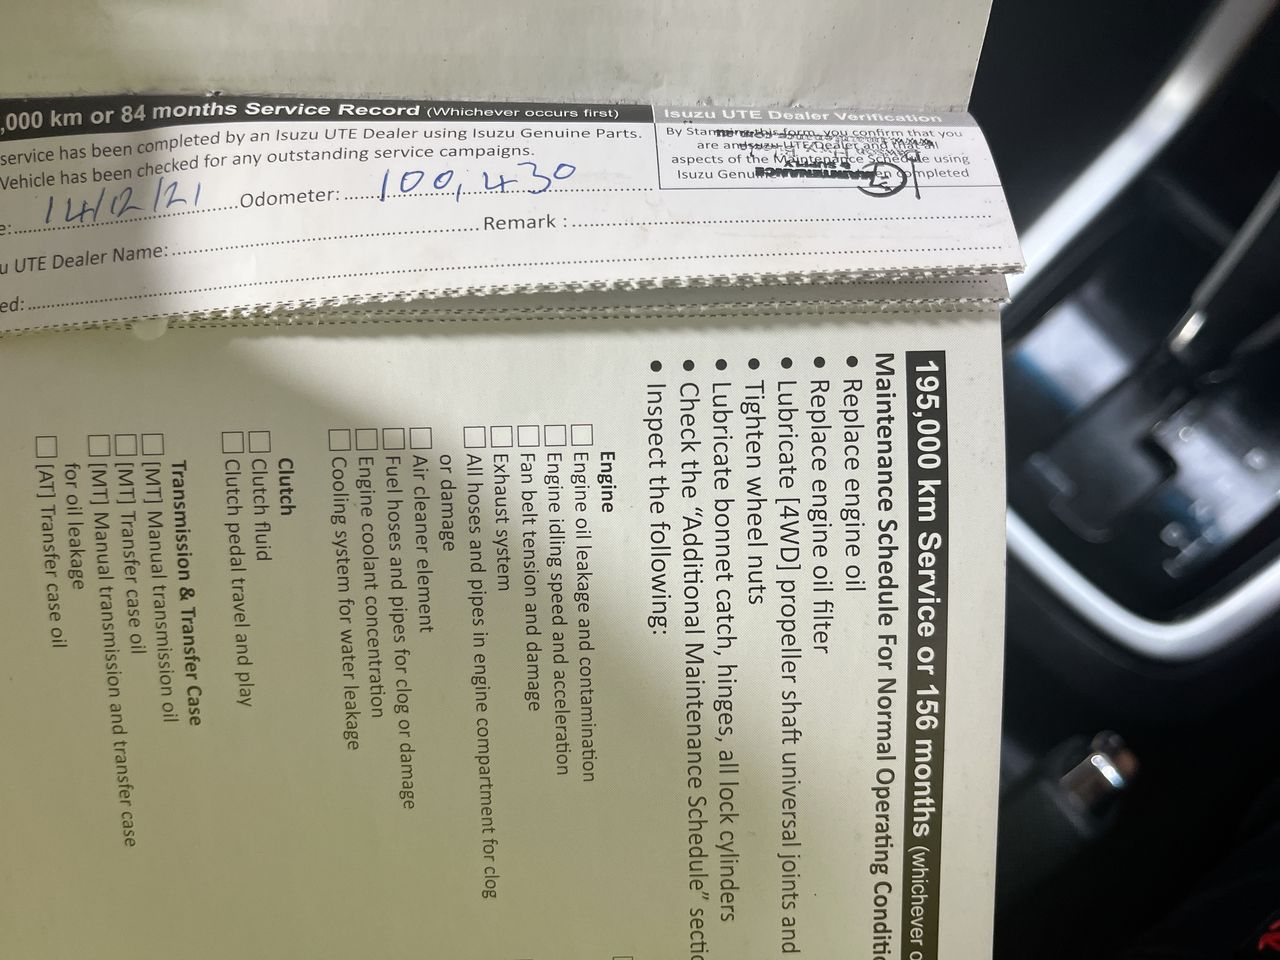 ,000 km or 84 months Service Record (Whichever occurs first)
service has been completed by an Isuzu UTE Dealer using Isuzu Genuine Parts.
Vehicle has been checked for any outstanding service campaigns.
e: 14/12/21 Odometer: 100,430
Remark :
u UTE Dealer Name:
ed:
Isuzu UTE Dealer Verification
By Stamping this form, you confirm that you
are an Isuzu UTE Dealer and that all
aspects of the Maintenance Schedule using
Isuzu Genu en completed
MAINTENANCE
& SUPPLY
195,000 km Service or 156 months (whichever o
Maintenance Schedule For Normal Operating Conditi
• Replace engine oil
• Replace engine oil filter
• Lubricate [4WD] propeller shaft universal joints and
• Tighten wheel nuts
• Lubricate bonnet catch, hinges, all lock cylinders
• Check the “Additional Maintenance Schedule” secti
• Inspect the following:
Engine
Engine oil leakage and contamination
Engine idling speed and acceleration
Fan belt tension and damage
Exhaust system
All hoses and pipes in engine compartment for clog
or damage
Air cleaner element
Fuel hoses and pipes for clog or damage
Engine coolant concentration
Cooling system for water leakage
Clutch
Clutch fluid
Clutch pedal travel and play
Transmission & Transfer Case
[MT] Manual transmission oil
[MT] Transfer case oil
[MT] Manual transmission and transfer case
for oil leakage
[AT] Transfer case oil